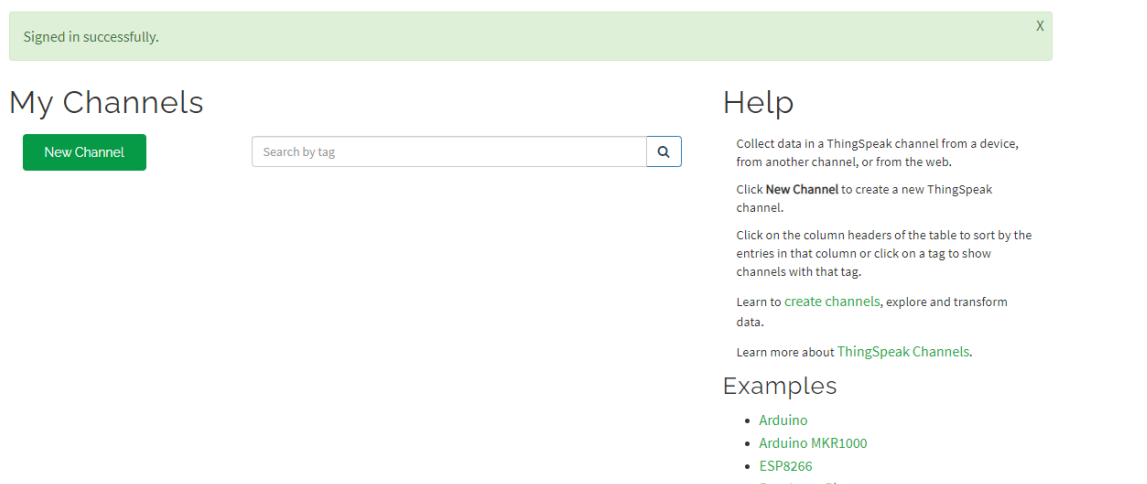 Signed in successfully.
X
My Channels
New Channel
Search by tag
Help
Collect data in a ThingSpeak channel from a device,
from another channel, or from the web.
Click New Channel to create a new ThingSpeak
channel.
Click on the column headers of the table to sort by the
entries in that column or click on a tag to show
channels with that tag.
Learn to create channels, explore and transform
data.
Learn more about ThingSpeak Channels.
Examples
Arduino
Arduino MKR1000
ESP8266